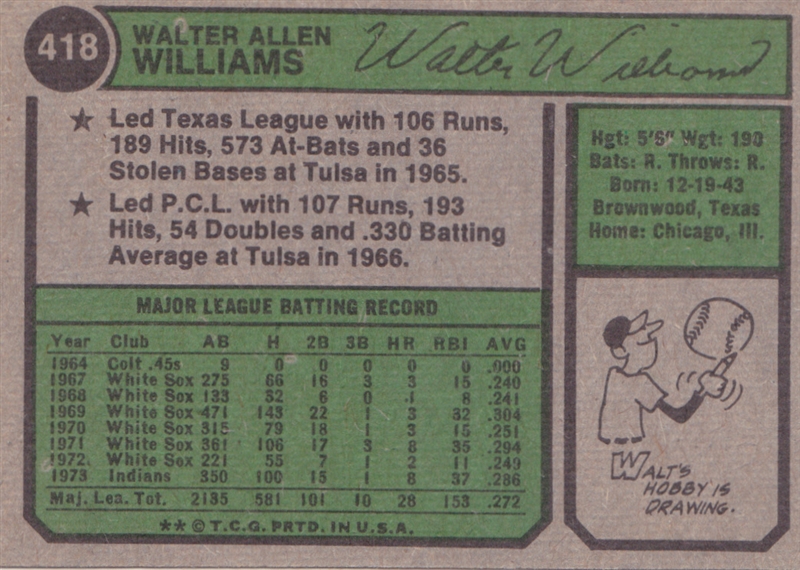 418
WALTER ALLEN
WILLIAMS
Walter Williams
★ Led Texas League with 106 Runs,
189 Hits, 573 At-Bats and 36
Stolen Bases at Tulsa in 1965.
★ Led P.C.L. with 107 Runs, 193
Hits, 54 Doubles and .330 Batting
Average at Tulsa in 1966.
Hgt: 5'6" Wgt: 190
Bats: R. Throws: R.
Born: 12-19-43
Brownwood, Texas
Home: Chicago, Ill.
MAJOR LEAGUE BATTING RECORD
Year Club AB H 2B 3B HR RBI AVG
1964 Colt .45s 9 0 0 0 0 0 .000
1967 White Sox 275 66 16 3 3 15 .240
1968 White Sox 133 32 6 0 1 8 .241
1969 White Sox 471 143 22 1 3 32 .304
1970 White Sox 315 79 18 1 3 15 .251
1971 White Sox 361 106 17 3 8 35 .294
1972 White Sox 221 55 7 1 2 11 .249
1973 Indians 350 100 15 1 8 37 .286
Maj. Lea. Tot. 2135 581 101 10 28 153 .272
** © T.C.G. PRTD. IN U.S.A.
WALT'S
HOBBY IS
DRAWING.